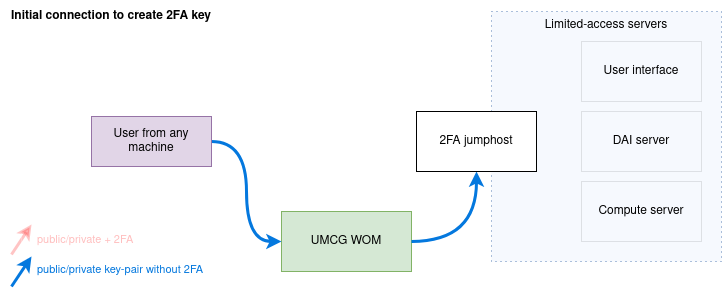 Initial connection to create 2FA key
Limited-access servers
User interface
User from any
machine
2FA jumphost
DAI server
Compute server
UMCG WOM
public/private + 2FA
public/private key-pair without 2FA